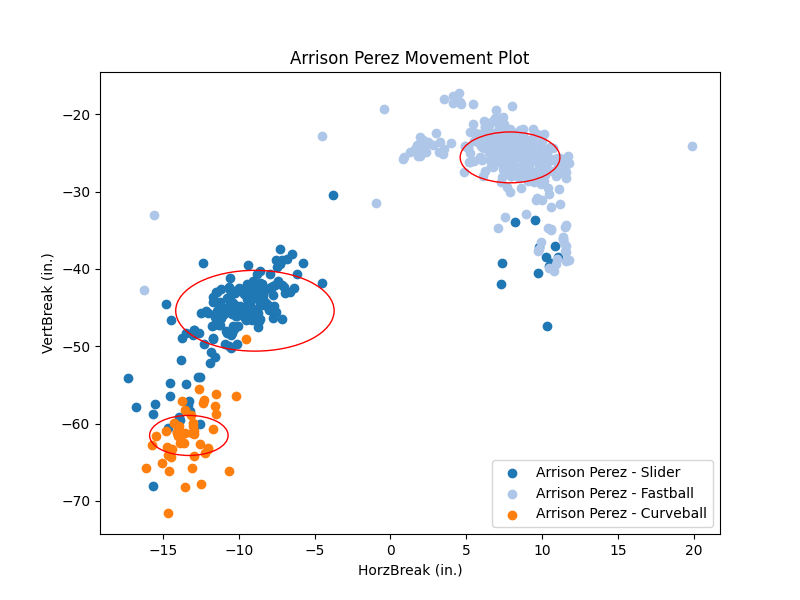 Arrison Perez Movement Plot
VertBreak (in.)
−20
−30
−40
−50
−60
−70
Arrison Perez - Slider
Arrison Perez - Fastball
Arrison Perez - Curveball
−15 −10 −5 0 5 10 15 20
HorzBreak (in.)